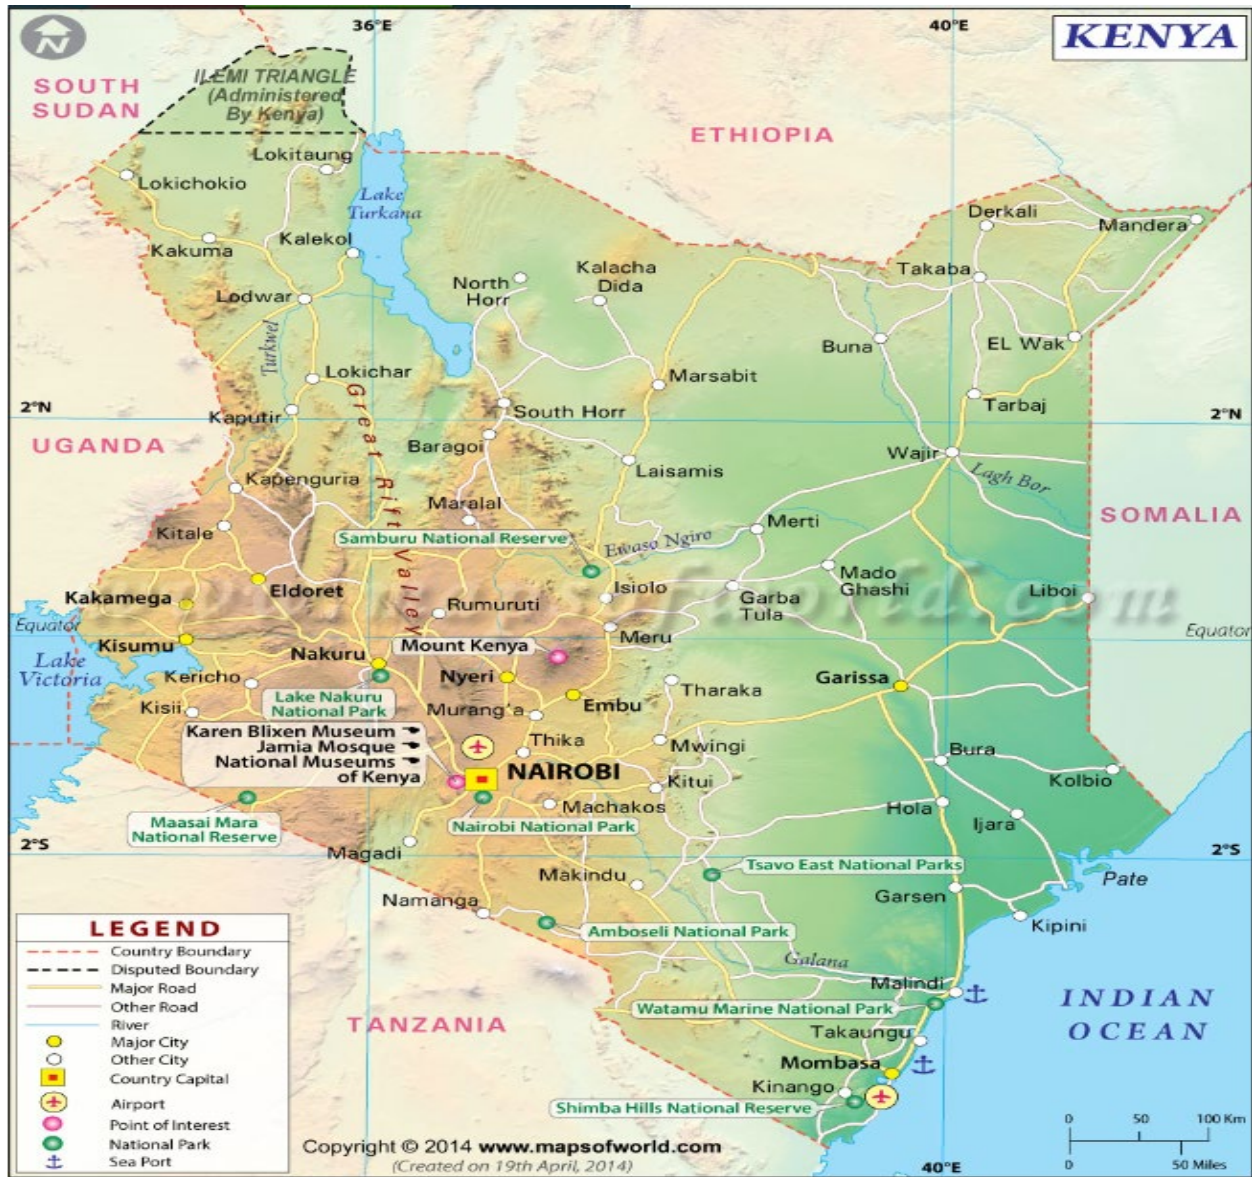 36°E
40°E
KENYA
N
SOUTH
SUDAN
ILEMI TRIANGLE
(Administered
By Kenya)
ETHIOPIA
Lokitaung
Lokichokio
Lake
Turkana
Derkali
Mandera
Kakuma
Kalekol
Takaba
North
Horr
Kalacha
Dida
Lodwar
Turkwel
Buna
EL Wak
Lokichar
Marsabit
Great Rift Valley
2°N
Kaputir
South Horr
Tarbaj
2°N
UGANDA
Baragoi
Wajir
Laisamis
Lagh Bor
Kapenguria
Maralal
SOMALIA
Kitale
Samburu National Reserve
Ewaso Ngiro
Merti
Eldoret
Isiolo
Mado
Ghashi
Kakamega
Rumuruti
Garba
Tula
Liboi
Equator
Kisumu
Meru
Equator
Mount Kenya
Lake
Victoria
Nakuru
Kericho
Nyeri
Garissa
Lake Nakuru
National Park
Tharaka
Kisii
Murang'a
Embu
Karen Blixen Museum
Jamia Mosque
National Museums
of Kenya
Thika
Mwingi
Bura
NAIROBI
Kitui
Kolbio
Machakos
Hola
Maasai Mara
National Reserve
Nairobi National Park
Ijara
2°S
Magadi
2°S
Tsavo East National Parks
Makindu
Pate
Namanga
Garsen
Kipini
Amboseli National Park
Galana
Malindi
INDIAN
OCEAN
Watamu Marine National Park
TANZANIA
Takaungu
Mombasa
Kinango
Shimba Hills National Reserve
LEGEND
Country Boundary
Disputed Boundary
Major Road
Other Road
River
Major City
Other City
Country Capital
Airport
Point of Interest
National Park
Sea Port
0 50 100 Km
0 50 Miles
Copyright © 2014 www.mapsofworld.com
(Created on 19th April, 2014)
40°E